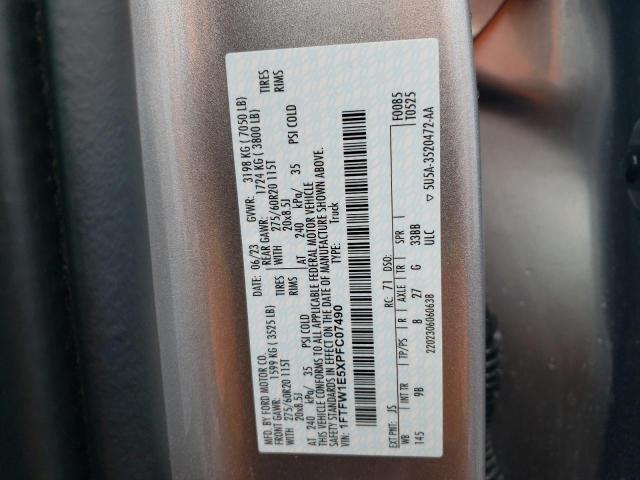 MFD. BY FORD MOTOR CO.
DATE: 06/23 GVWR: 3198 KG ( 7050 LB)
FRONT GAWR: 1599 KG ( 3525 LB) REAR GAWR: 1724 KG ( 3800 LB)
WITH 275/60R20 115T TIRES WITH 275/60R20 115T TIRES
20x8.5J RIMS 20x8.5J RIMS
AT 240 kPa/ 35 PSI COLD AT 240 kPa/ 35 PSI COLD
THIS VEHICLE CONFORMS TO ALL APPLICABLE FEDERAL MOTOR VEHICLE
SAFETY STANDARDS IN EFFECT ON THE DATE OF MANUFACTURE SHOWN ABOVE.
VIN: 1FTFW1E5XPFC07490
TYPE: Truck
F0085
T0525
EXT PNT: JS RC: 71 DSO:
WB INT TR TP/PS R AXLE TR SPR
145 9B 8 27 G 33BB
2202306060638 ULC
▽ 5U5A-3520472-AA